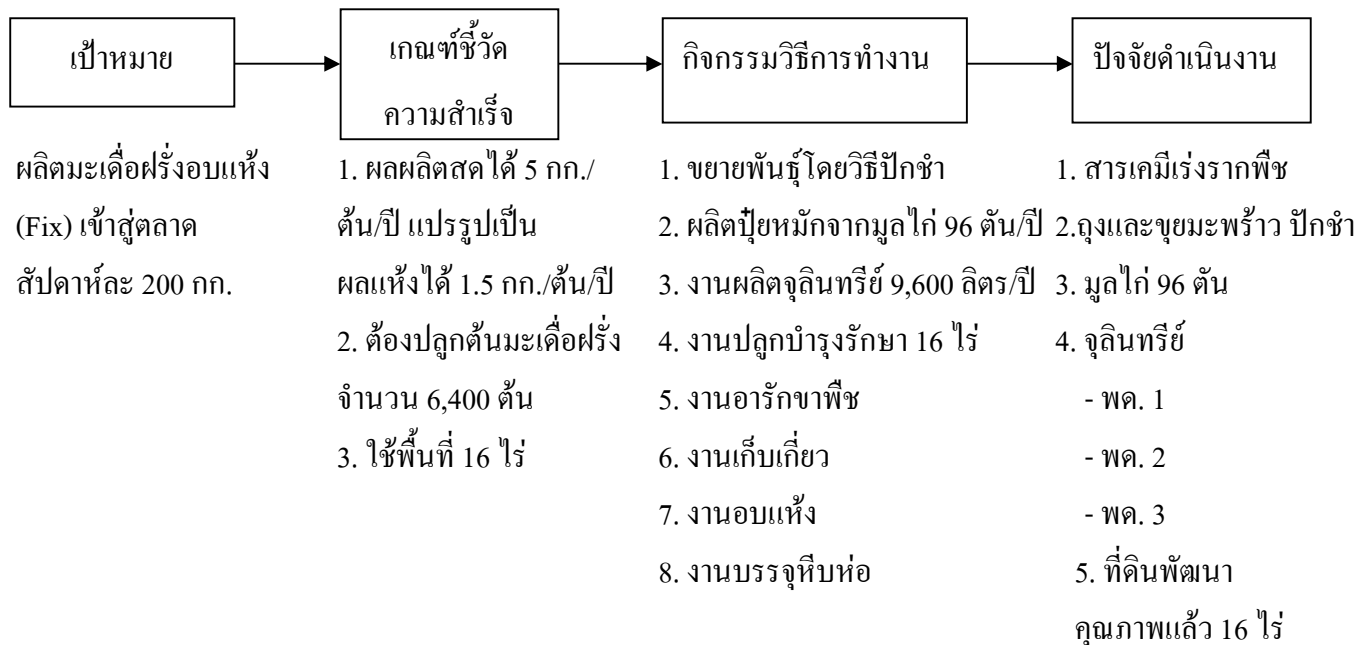 เป้าหมาย
เกณฑ์ชี้วัด
ความสำเร็จ
กิจกรรมวิธีการทำงาน
ปัจจัยดำเนินงาน
ผลิตมะเดื่อฝรั่งอบแห้ง
(Fix) เข้าสู่ตลาด
สัปดาห์ละ 200 กก.
1. ผลผลิตสดได้ 5 กก./
ต้น/ปี แปรรูปเป็น
ผลแห้งได้ 1.5 กก./ต้น/ปี
2. ต้องปลูกต้นมะเดื่อฝรั่ง
จำนวน 6,400 ต้น
3. ใช้พื้นที่ 16 ไร่
1. ขยายพันธุ์โดยวิธีปักชำ
2. ผลิตปุ๋ยหมักจากมูลไก่ 96 ตัน/ปี
3. งานผลิตจุลินทรีย์ 9,600 ลิตร/ปี
4. งานปลูกบำรุงรักษา 16 ไร่
5. งานอารักขาพืช
6. งานเก็บเกี่ยว
7. งานอบแห้ง
8. งานบรรจุหีบห่อ
1. สารเคมีเร่งรากพืช
2.ถุงและขุยมะพร้าว ปักชำ
3. มูลไก่ 96 ตัน
4. จุลินทรีย์
- พด. 1
- พด. 2
- พด. 3
5. ที่ดินพัฒนา
คุณภาพแล้ว 16 ไร่